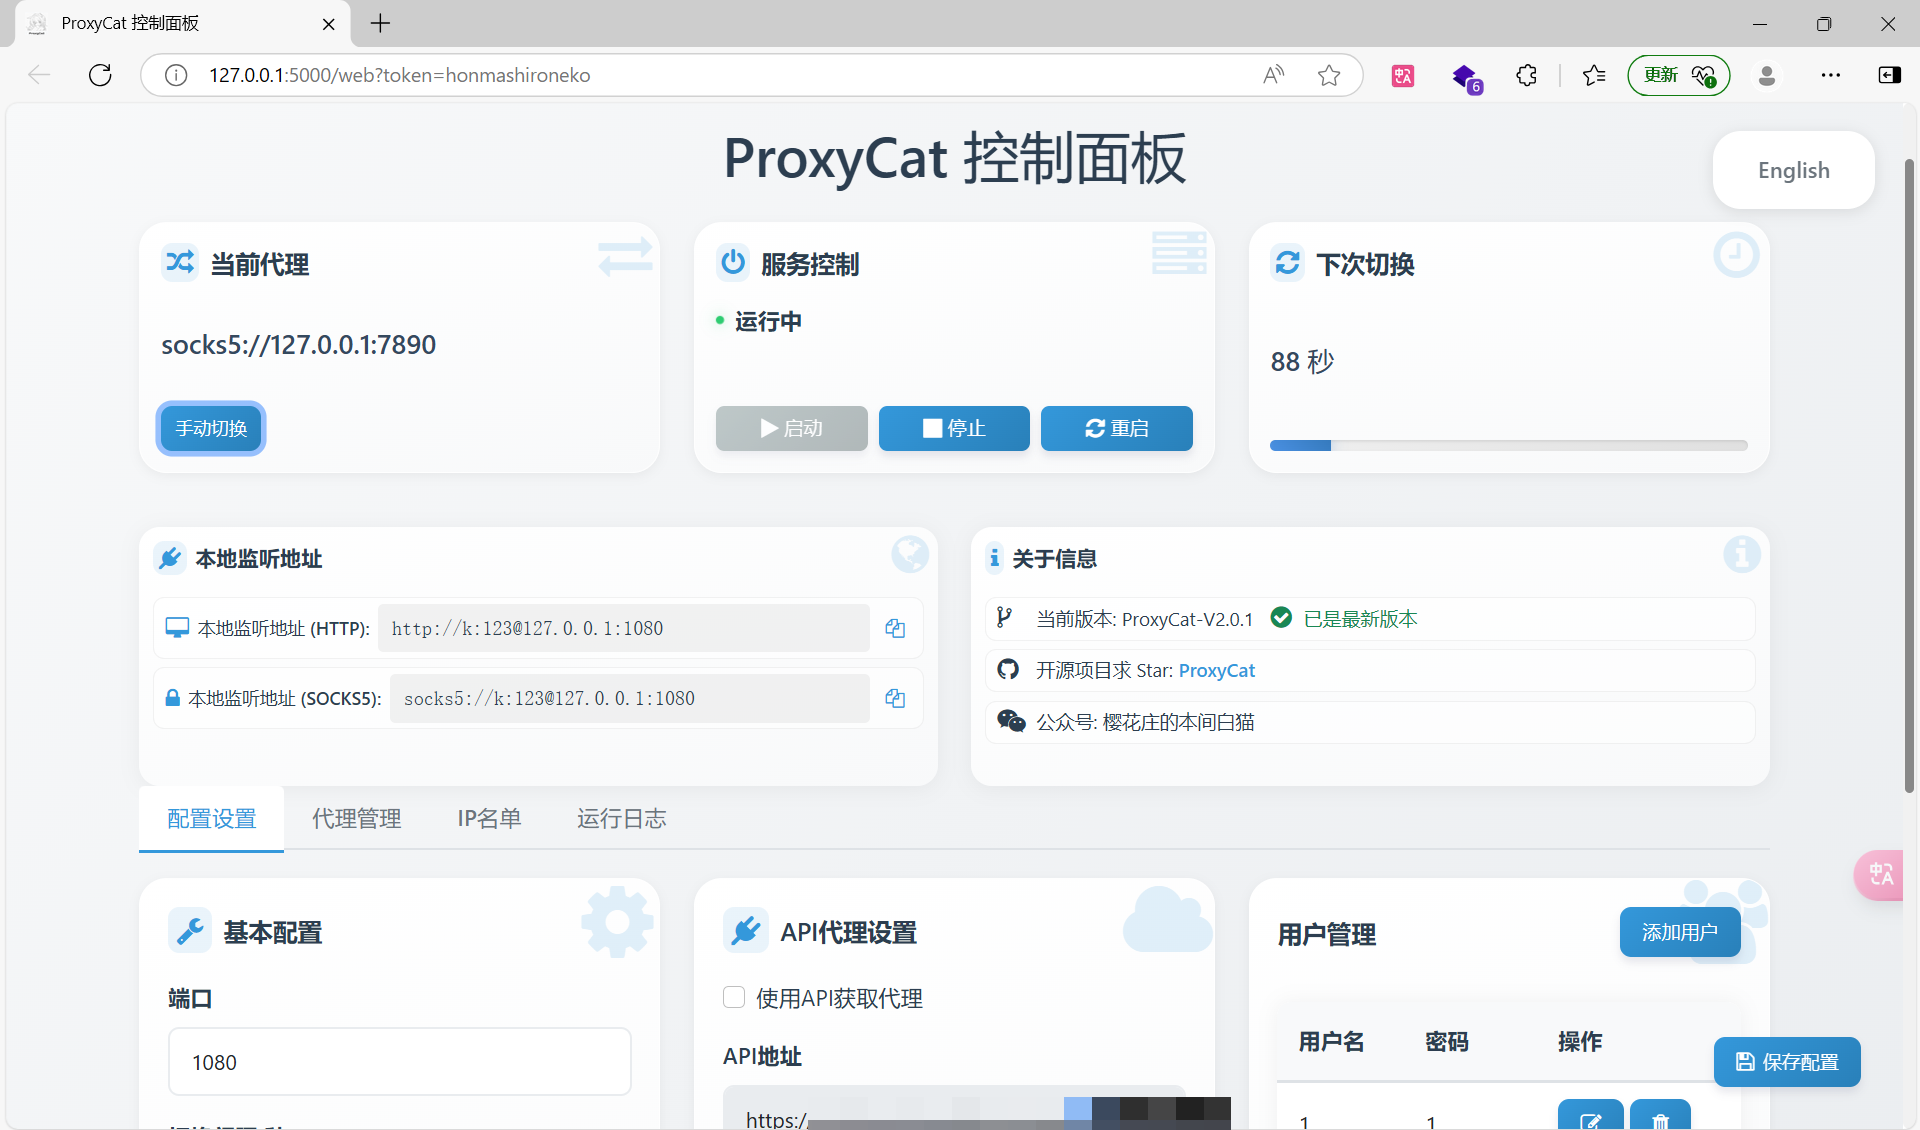 ProxyCat 控制面板
127.0.0.1:5000/web?token=honmashironeko
6
更新
ProxyCat 控制面板
English
当前代理
socks5://127.0.0.1:7890
手动切换
服务控制
运行中
启动
停止
重启
下次切换
88 秒
本地监听地址
本地监听地址 (HTTP): http://k:123@127.0.0.1:1080
本地监听地址 (SOCKS5): socks5://k:123@127.0.0.1:1080
关于信息
当前版本: ProxyCat-V2.0.1 已是最新版本
开源项目求 Star: ProxyCat
公众号: 樱花庄的本间白猫
配置设置 代理管理 IP名单 运行日志
基本配置
端口
1080
API代理设置
使用API获取代理
API地址
https:/
用户管理
添加用户
用户名 密码 操作
1 1
保存配置